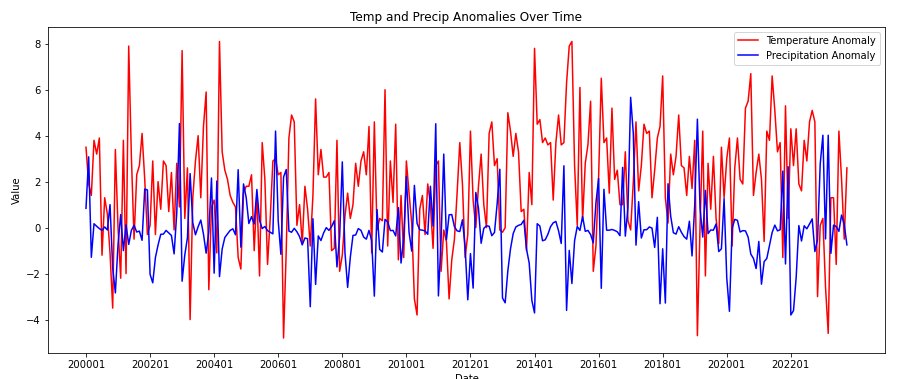 Temp and Precip Anomalies Over Time
Temperature Anomaly
Precipitation Anomaly
Value
8
6
4
2
0
−2
−4
200001 200201 200401 200601 200801 201001 201201 201401 201601 201801 202001 202201
Date